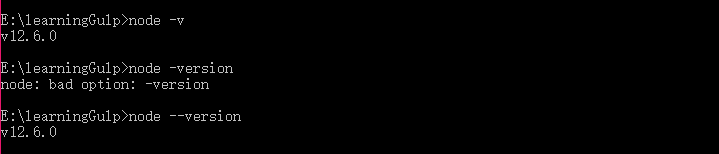 E:\learningGulp>node -v
v12.6.0
E:\learningGulp>node -version
node: bad option: -version
E:\learningGulp>node --version
v12.6.0